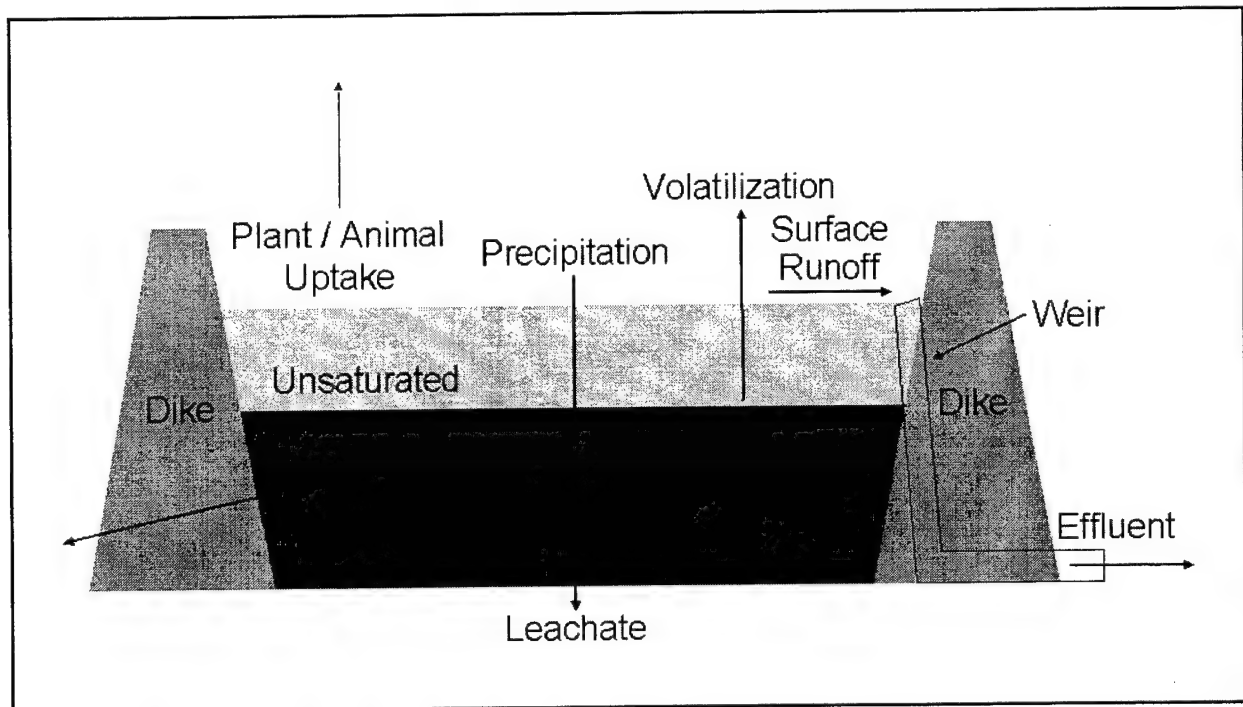 Volatilization
Plant / Animal
Uptake
Precipitation
Surface
Runoff
Weir
Unsaturated
Dike
Dike
Effluent
Leachate